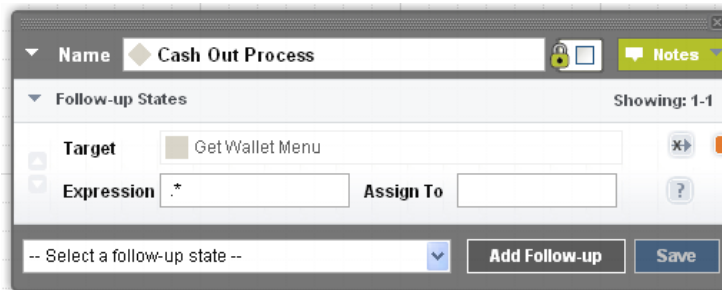 Name Cash Out Process Notes
Follow-up States Showing: 1-1
Target Get Wallet Menu
Expression .* Assign To
?
-- Select a follow-up state -- Add Follow-up Save